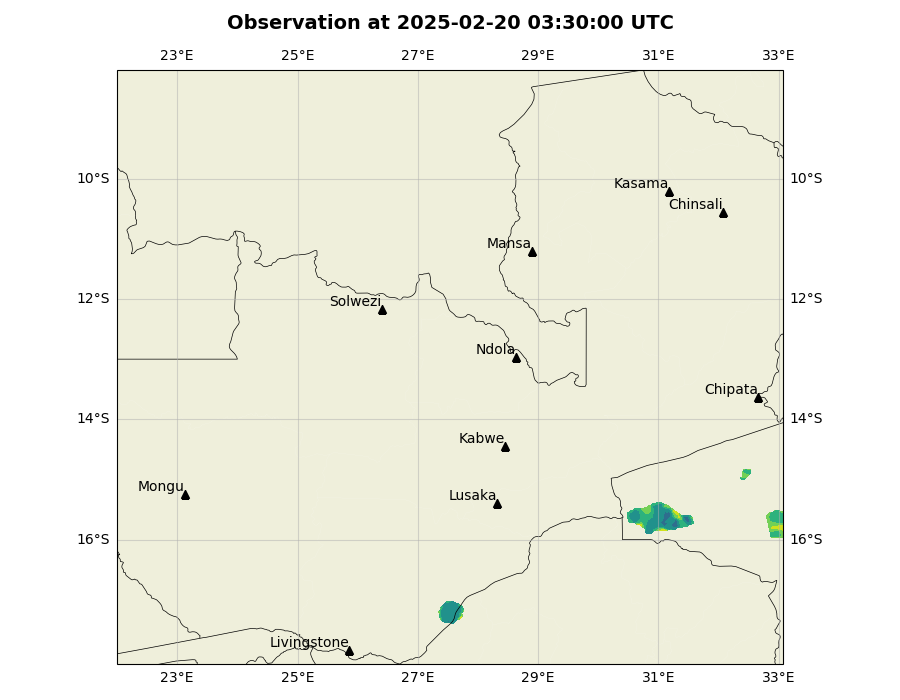 Observation at 2025-02-20 03:30:00 UTC
23°E 25°E 27°E 29°E 31°E 33°E
10°S 10°S
Kasama
Chinsali
Mansa
12°S 12°S
Solwezi
Ndola
Chipata
14°S 14°S
Kabwe
Mongu
Lusaka
16°S 16°S
Livingstone
23°E 25°E 27°E 29°E 31°E 33°E